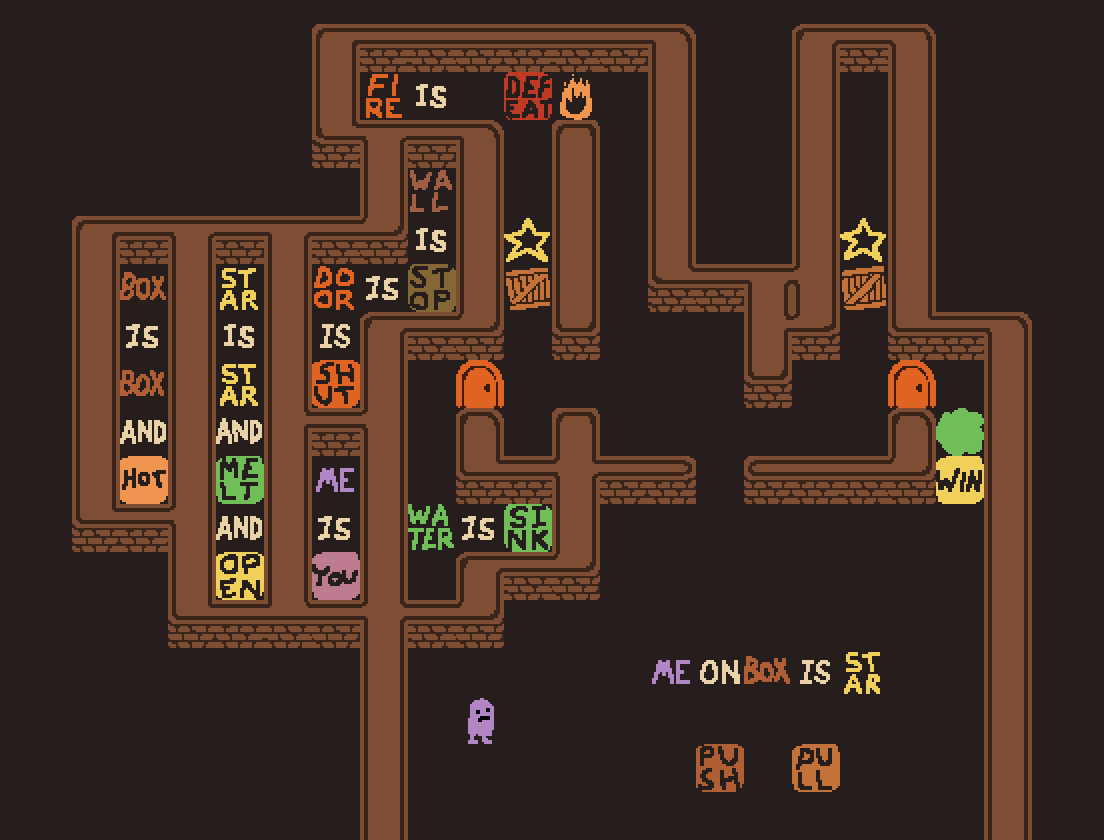 FIRE IS DEFEAT
WALL IS STOP
BOX IS BOX AND HOT
STAR IS STAR AND MELT AND OPEN
DOOR IS STOP
IS SHUT
ME IS YOU
WATER IS SINK
WIN
ME ON BOX IS STAR
PUSH PULL